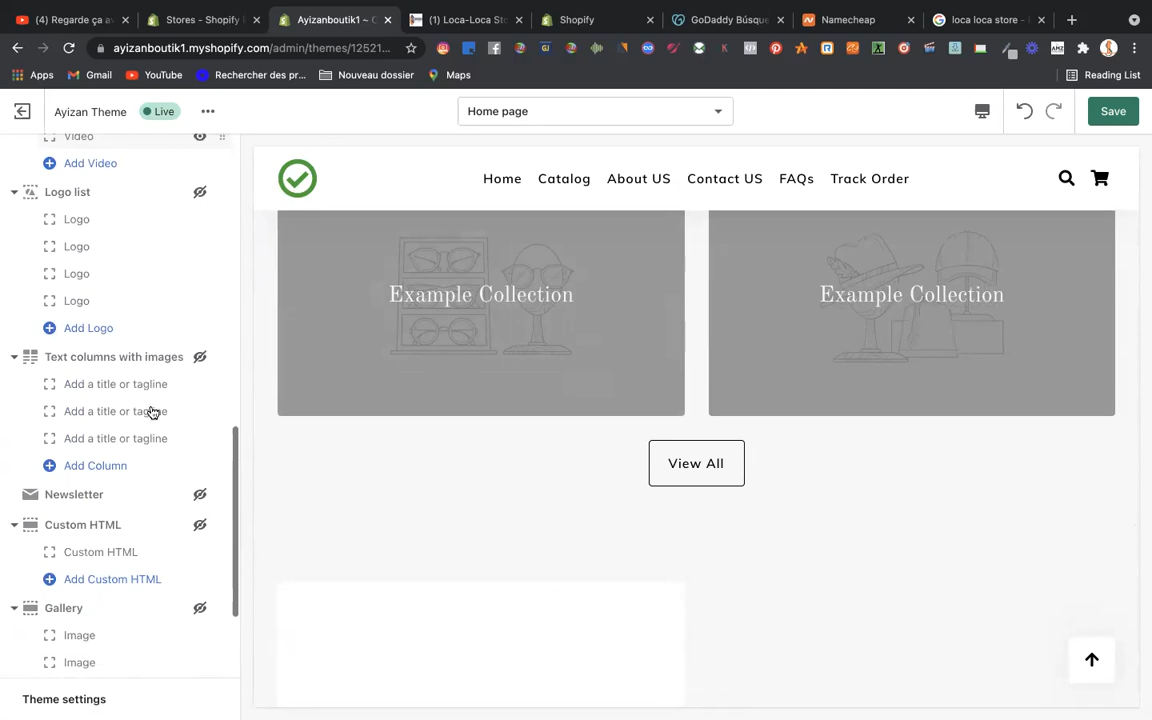 (4) Regarde ça av
Stores - Shopify
Ayizanboutik1 ~ C
(1) Loca-Loca Sto
Shopify
GoDaddy Búsque
Namecheap
loca loca store -
ayizanboutik1.myshopify.com/admin/themes/12521...
Apps
Gmail
YouTube
Rechercher des pr...
Nouveau dossier
Maps
Reading List
Ayizan Theme
Live
Home page
Save
Video
Add Video
Logo list
Logo
Logo
Logo
Logo
Add Logo
Text columns with images
Add a title or tagline
Add a title or tagline
Add a title or tagline
Add Column
Newsletter
Custom HTML
Custom HTML
Add Custom HTML
Gallery
Image
Image
Theme settings
Home
Catalog
About US
Contact US
FAQs
Track Order
Example Collection
Example Collection
View All